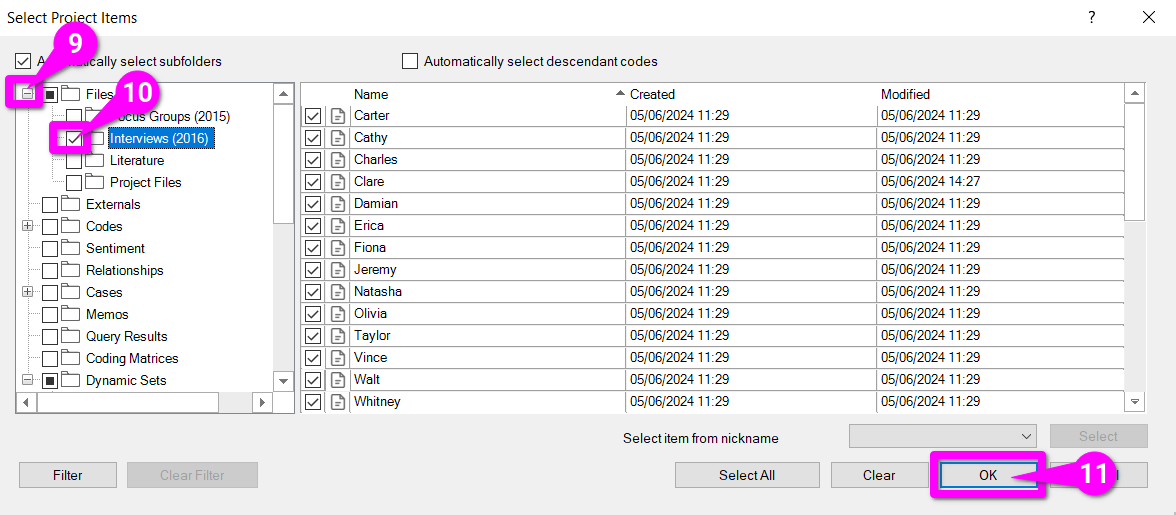 Select Project Items
?
9
select subfolders
Automatically select descendant codes
Files
10
Groups (2015)
Interviews (2016)
Literature
Project Files
Externals
Codes
Sentiment
Relationships
Cases
Memos
Query Results
Coding Matrices
Dynamic Sets
Name Created Modified
Carter 05/06/2024 11:29 05/06/2024 11:29
Cathy 05/06/2024 11:29 05/06/2024 11:29
Charles 05/06/2024 11:29 05/06/2024 11:29
Clare 05/06/2024 11:29 05/06/2024 14:27
Damian 05/06/2024 11:29 05/06/2024 11:29
Erica 05/06/2024 11:29 05/06/2024 11:29
Fiona 05/06/2024 11:29 05/06/2024 11:29
Jeremy 05/06/2024 11:29 05/06/2024 11:29
Natasha 05/06/2024 11:29 05/06/2024 11:29
Olivia 05/06/2024 11:29 05/06/2024 11:29
Taylor 05/06/2024 11:29 05/06/2024 11:29
Vince 05/06/2024 11:29 05/06/2024 11:29
Walt 05/06/2024 11:29 05/06/2024 11:29
Whitney 05/06/2024 11:29 05/06/2024 11:29
Select item from nickname
Select
Filter
Clear Filter
Select All
Clear
OK
11